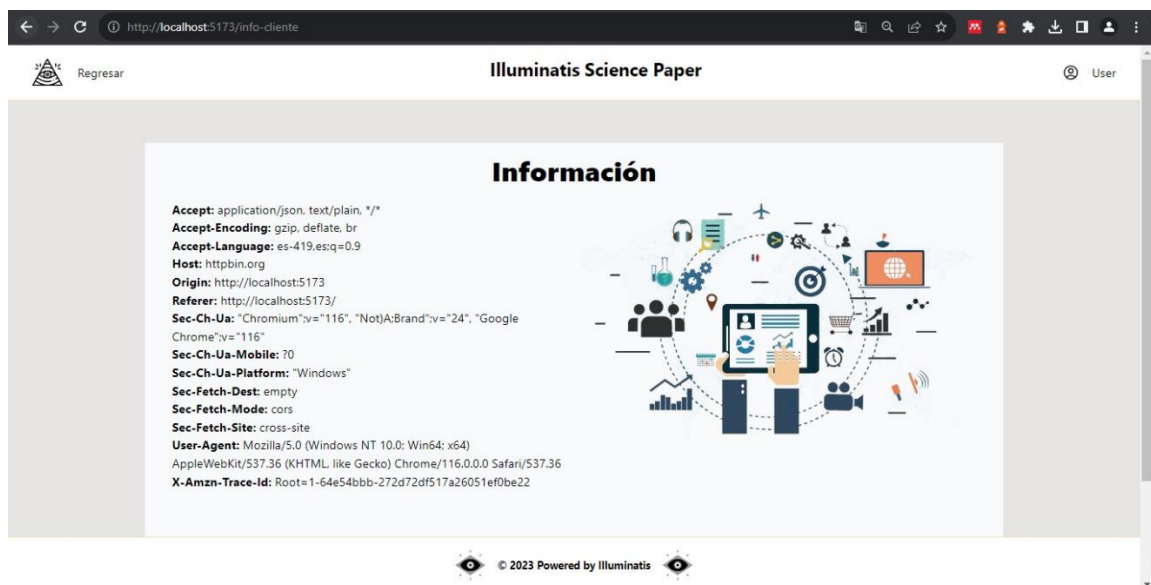 http://localhost:5173/info-cliente
Regresar
Illuminatis Science Paper
User
Información
Accept: application/json, text/plain, */*
Accept-Encoding: gzip, deflate, br
Accept-Language: es-419,es;q=0.9
Host: httpbin.org
Origin: http://localhost:5173
Referer: http://localhost:5173/
Sec-Ch-Ua: "Chromium";v="116", "Not)A;Brand";v="24", "Google
Chrome";v="116"
Sec-Ch-Ua-Mobile: ?0
Sec-Ch-Ua-Platform: "Windows"
Sec-Fetch-Dest: empty
Sec-Fetch-Mode: cors
Sec-Fetch-Site: cross-site
User-Agent: Mozilla/5.0 (Windows NT 10.0; Win64; x64)
AppleWebKit/537.36 (KHTML, like Gecko) Chrome/116.0.0.0 Safari/537.36
X-Amzn-Trace-Id: Root=1-64e54bbb-272d72df517a26051ef0be22
© 2023 Powered by Illuminatis